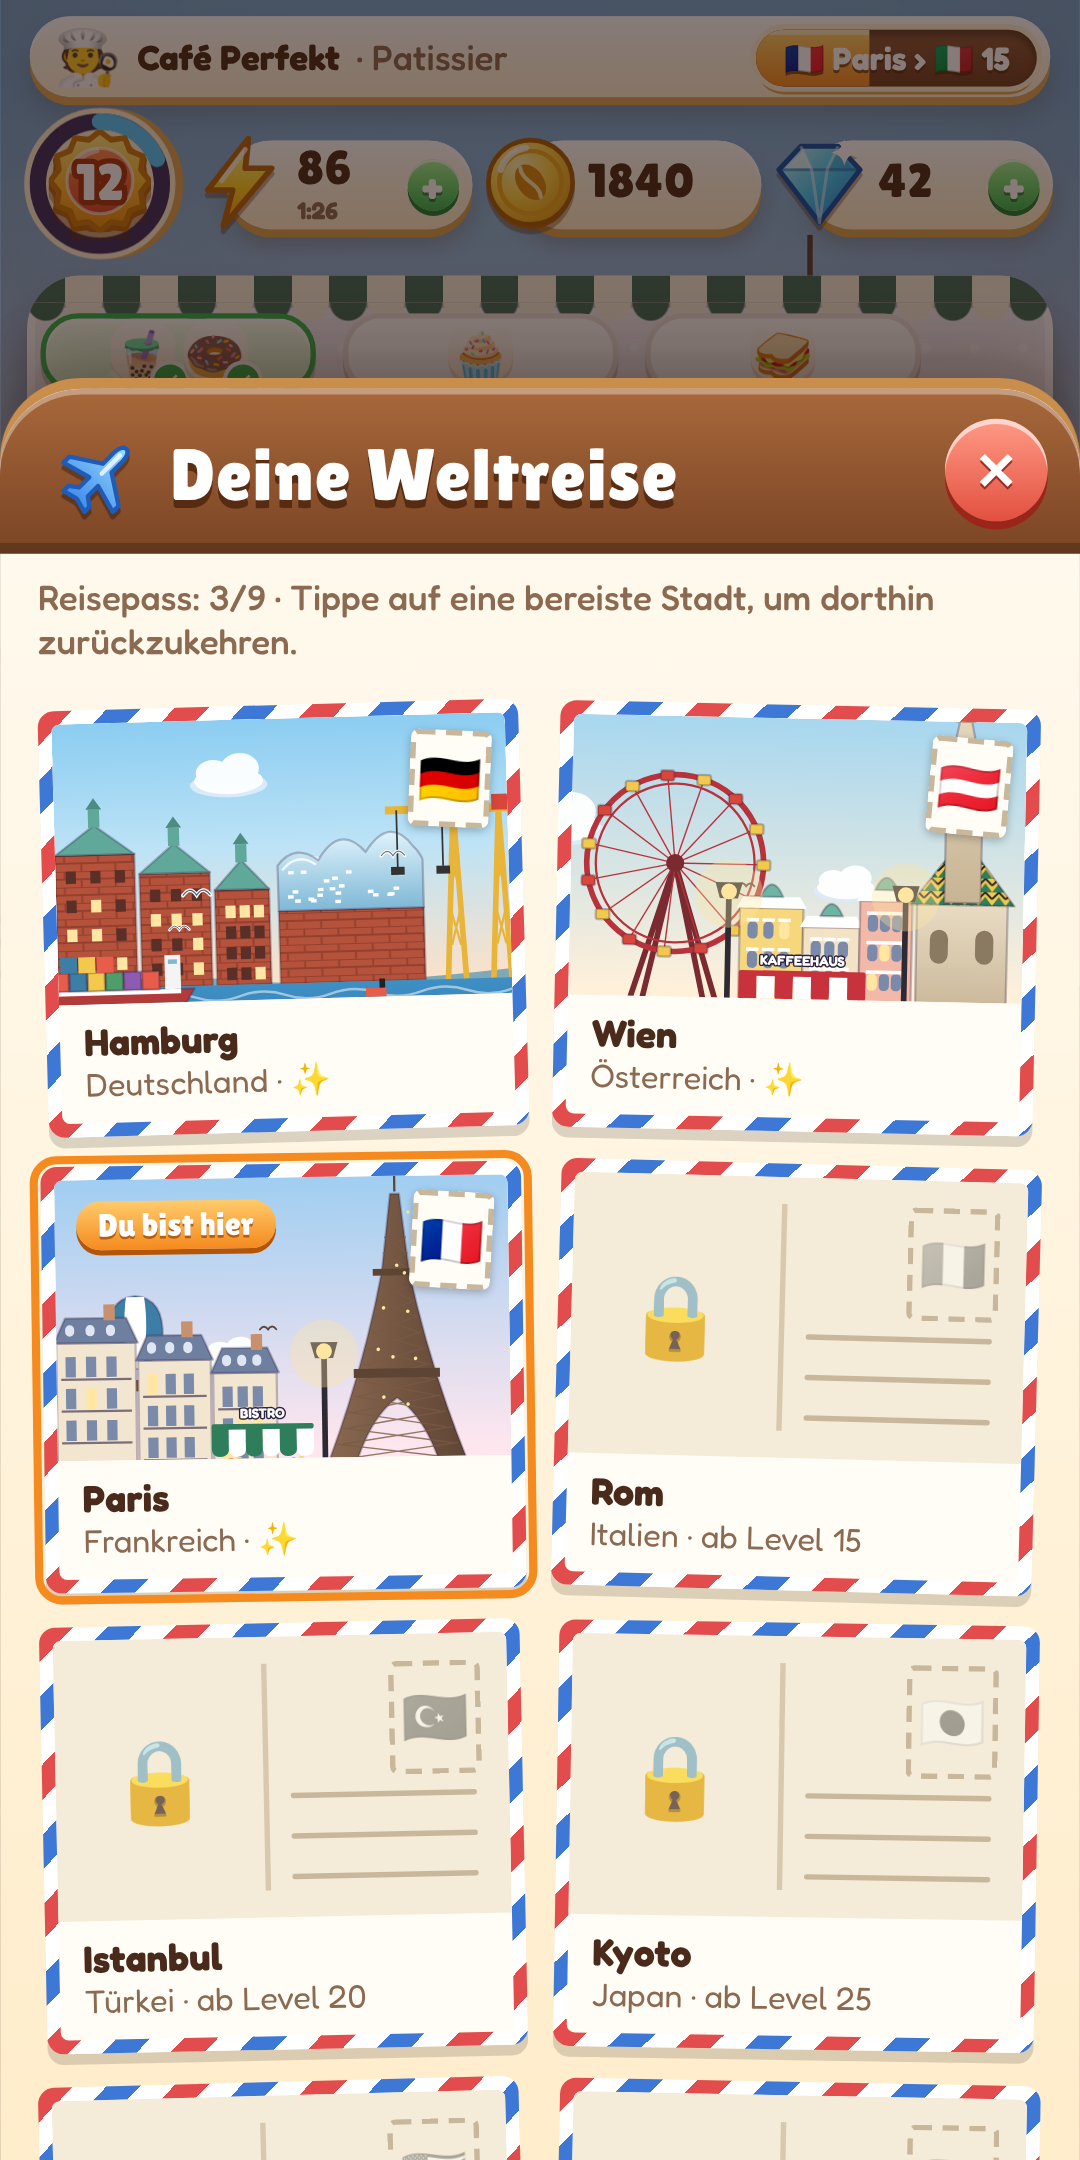 Café Perfekt · Patissier
Paris › 15
12
86
1:26
1840
42
Deine Weltreise
Reisepass: 3/9 · Tippe auf eine bereiste Stadt, um dorthin
zurückzukehren.
KAFFEEHAUS
Hamburg
Deutschland ·
Wien
Österreich ·
Du bist hier
BISTRO
Paris
Frankreich ·
Rom
Italien · ab Level 15
Istanbul
Türkei · ab Level 20
Kyoto
Japan · ab Level 25